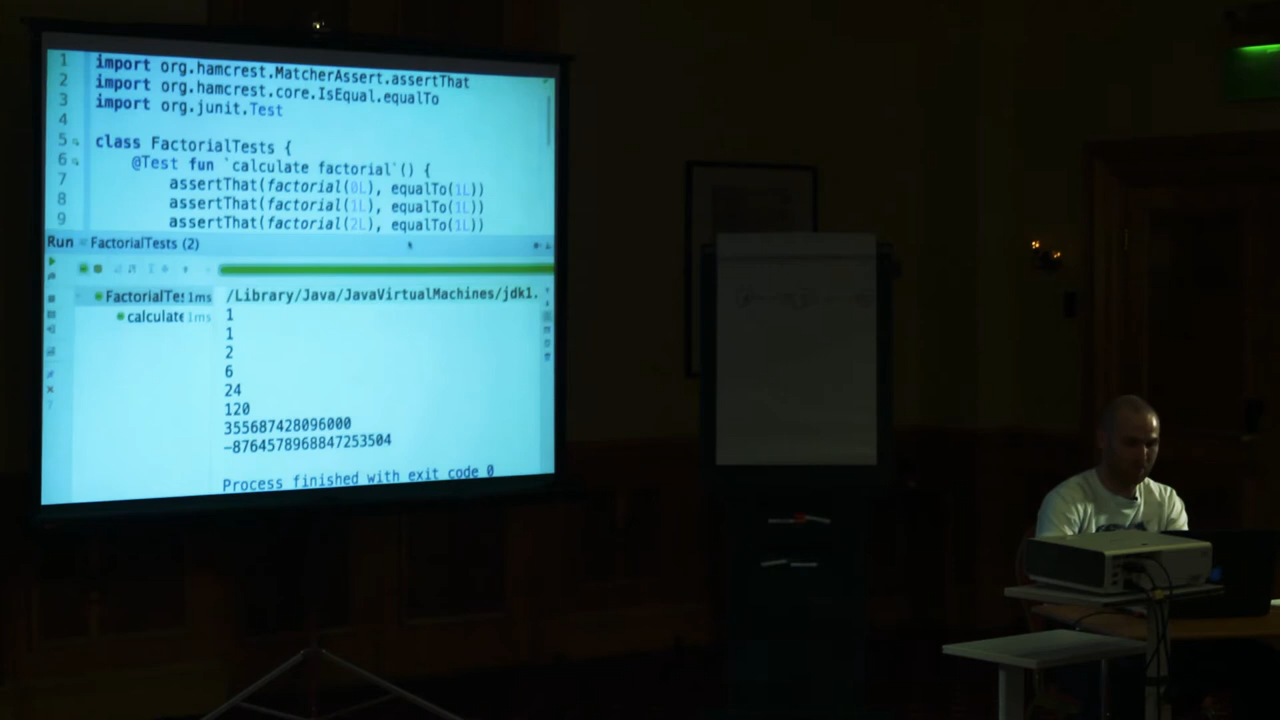 1 import org.hamcrest.MatcherAssert.assertThat
2 import org.hamcrest.core.IsEqual.equalTo
3 import org.junit.Test
4
5 class FactorialTests {
6 @Test fun `calculate factorial`() {
7 assertThat(factorial(0L), equalTo(1L))
8 assertThat(factorial(1L), equalTo(1L))
9 assertThat(factorial(2L), equalTo(1L))
Run FactorialTests (2)
FactorialTes 1ms /Library/Java/JavaVirtualMachines/jdk1.
calculate 1ms 1
1
2
6
24
120
355687428096000
-8764578968847253504
Process finished with exit code 0